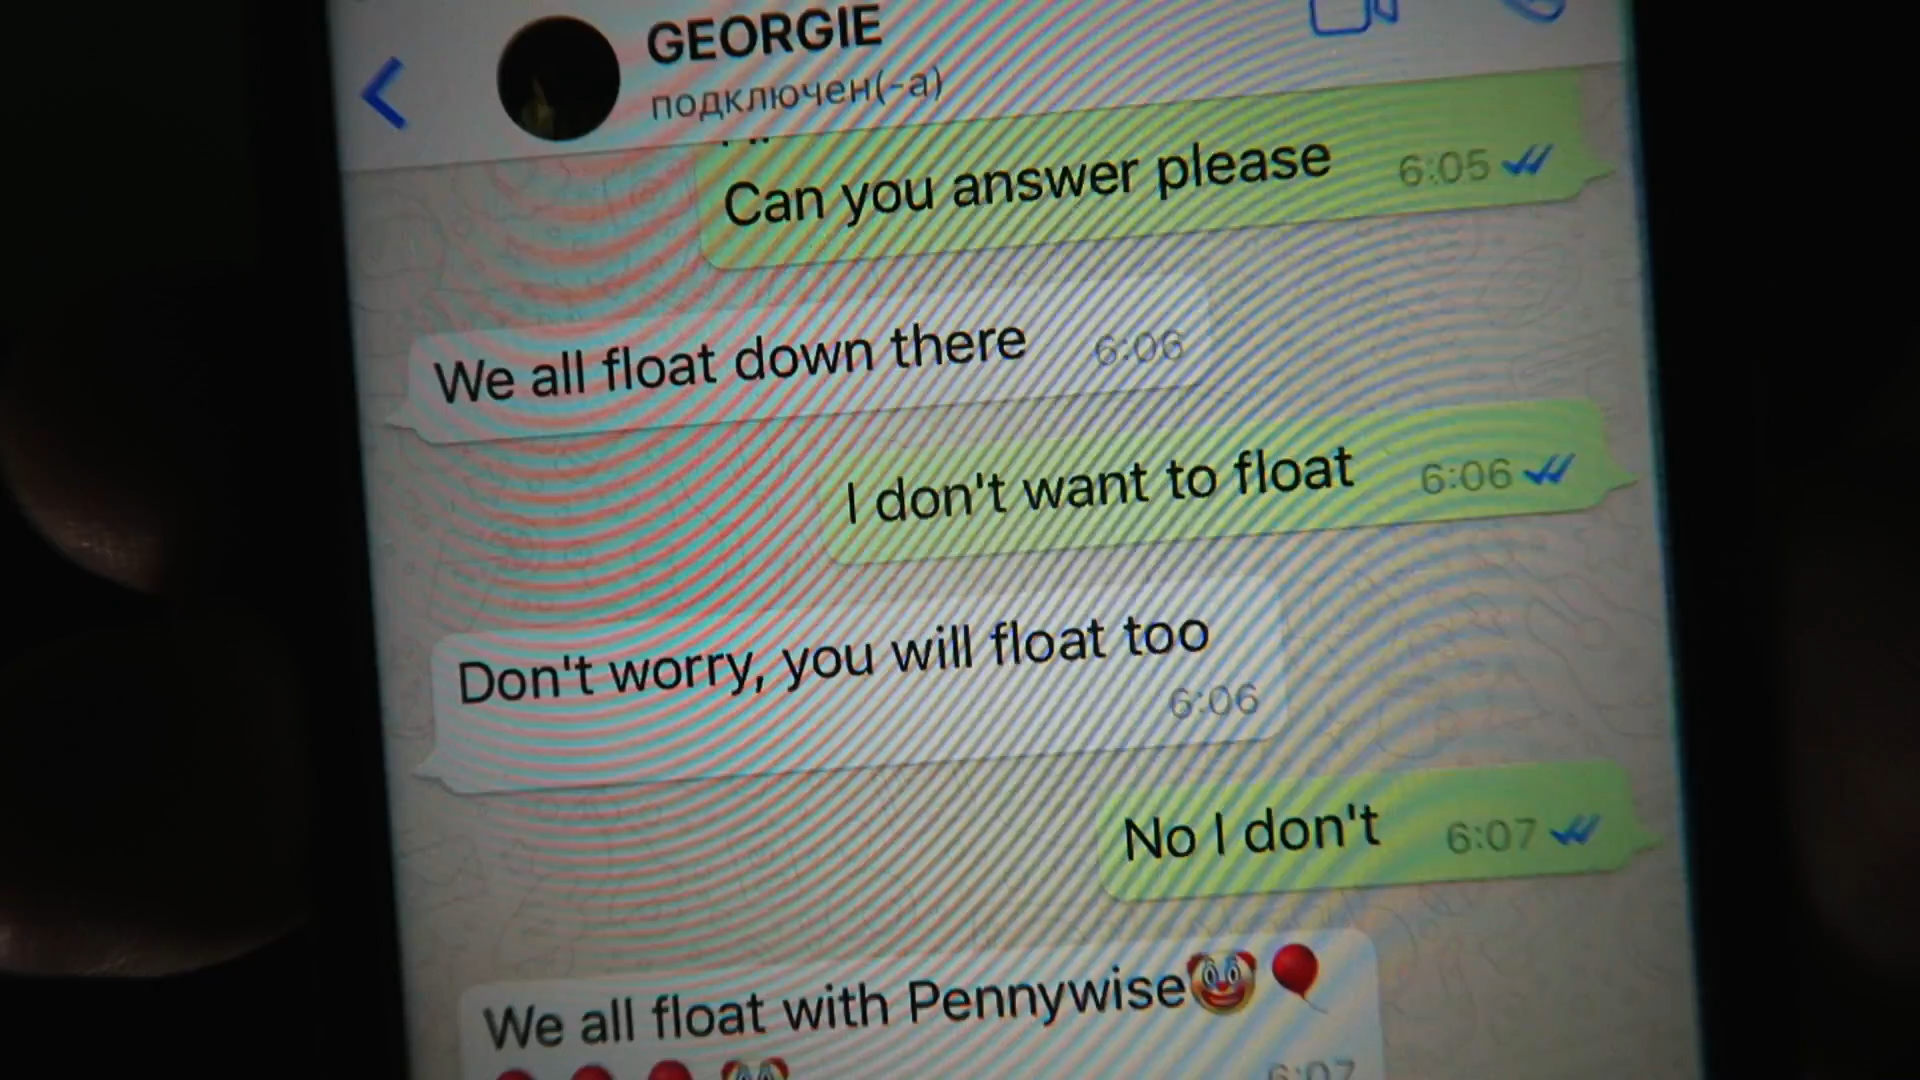 GEORGIE
подключен(-а)
Can you answer please 6:05
We all float down there 6:06
I don't want to float 6:06
Don't worry, you will float too
6:06
No I don't 6:07
We all float with Pennywise🤡🎈
6:07